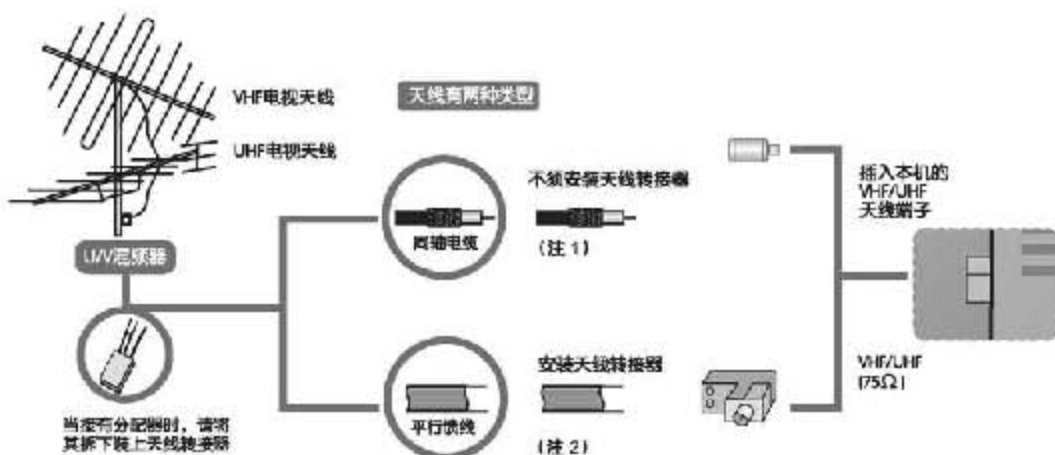 VHF电视天线
天线有两种类型
UHF电视天线
U/V混频器
不须安装天线转接器
同轴电缆
(注 1)
插入本机的
VHF/UHF
天线端子
安装天线转接器
平行馈线
(注 2)
VHF/UHF
(75Ω)
当接有分配器时，请将
其拆下装上天线转接器